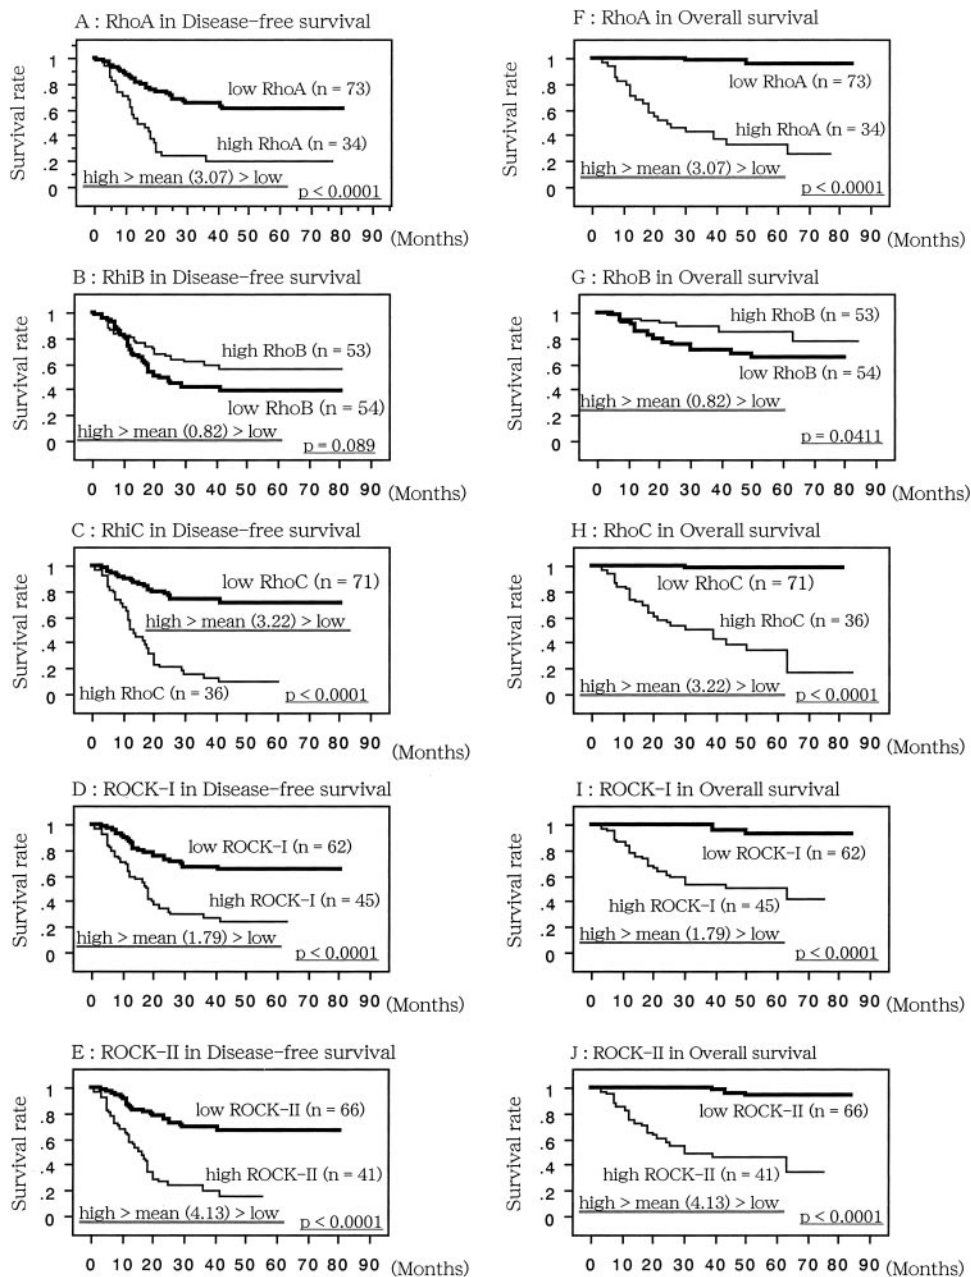 A : RhoA in Disease-free survival
Survival rate
1
.8
.6
.4
.2
0
low RhoA (n = 73)
high RhoA (n = 34)
high > mean (3.07) > low
p < 0.0001
0 10 20 30 40 50 60 70 80 90 (Months)
F : RhoA in Overall survival
Survival rate
1
.8
.6
.4
.2
0
low RhoA (n = 73)
high RhoA (n = 34)
high > mean (3.07) > low
p < 0.0001
0 10 20 30 40 50 60 70 80 90 (Months)
B : RhiB in Disease-free survival
Survival rate
1
.8
.6
.4
.2
0
high RhoB (n = 53)
low RhoB (n = 54)
high > mean (0.82) > low
p = 0.089
0 10 20 30 40 50 60 70 80 90 (Months)
G : RhoB in Overall survival
Survival rate
1
.8
.6
.4
.2
0
high RhoB (n = 53)
low RhoB (n = 54)
high > mean (0.82) > low
p = 0.0411
0 10 20 30 40 50 60 70 80 90 (Months)
C : RhiC in Disease-free survival
Survival rate
1
.8
.6
.4
.2
0
low RhoC (n = 71)
high > mean (3.22) > low
high RhoC (n = 36)
p < 0.0001
0 10 20 30 40 50 60 70 80 90 (Months)
H : RhoC in Overall survival
Survival rate
1
.8
.6
.4
.2
0
low RhoC (n = 71)
high RhoC (n = 36)
high > mean (3.22) > low
p < 0.0001
0 10 20 30 40 50 60 70 80 90 (Months)
D : ROCK-I in Disease-free survival
Survival rate
1
.8
.6
.4
.2
0
low ROCK-I (n = 62)
high ROCK-I (n = 45)
high > mean (1.79) > low
p < 0.0001
0 10 20 30 40 50 60 70 80 90 (Months)
I : ROCK-I in Overall survival
Survival rate
1
.8
.6
.4
.2
0
low ROCK-I (n = 62)
high ROCK-I (n = 45)
high > mean (1.79) > low
p < 0.0001
0 10 20 30 40 50 60 70 80 90 (Months)
E : ROCK-II in Disease-free survival
Survival rate
1
.8
.6
.4
.2
0
low ROCK-II (n = 66)
high ROCK-II (n = 41)
high > mean (4.13) > low
p < 0.0001
0 10 20 30 40 50 60 70 80 90 (Months)
J : ROCK-II in Overall survival
Survival rate
1
.8
.6
.4
.2
0
low ROCK-II (n = 66)
high ROCK-II (n = 41)
high > mean (4.13) > low
p < 0.0001
0 10 20 30 40 50 60 70 80 90 (Months)